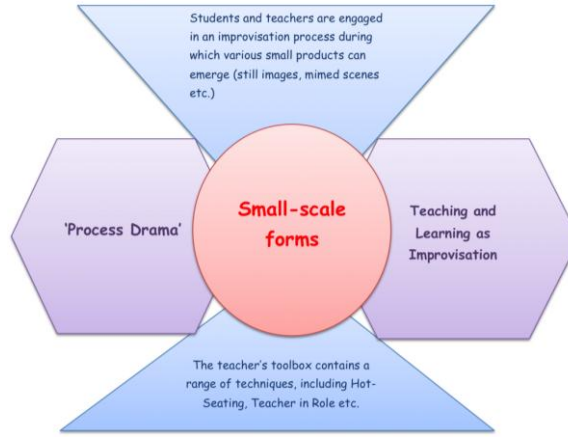 Students and teachers are engaged
in an improvisation process during
which various small products can
emerge (still images, mimed scenes
etc.)
Small-scale
forms
'Process Drama'
Teaching and
Learning as
Improvisation
The teacher's toolbox contains a
range of techniques, including Hot-
Seating, Teacher in Role etc.